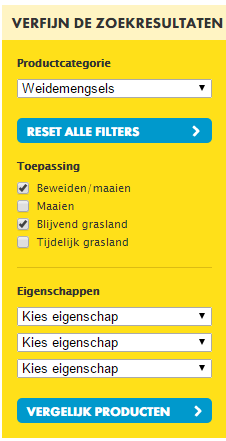 VERFIJN DE ZOEKRESULTATEN
Productcategorie
Weidemengsels
RESET ALLE FILTERS
Toepassing
Beweiden/maaien
Maaien
Blijvend grasland
Tijdelijk grasland
Eigenschappen
Kies eigenschap
Kies eigenschap
Kies eigenschap
VERGELIJK PRODUCTEN